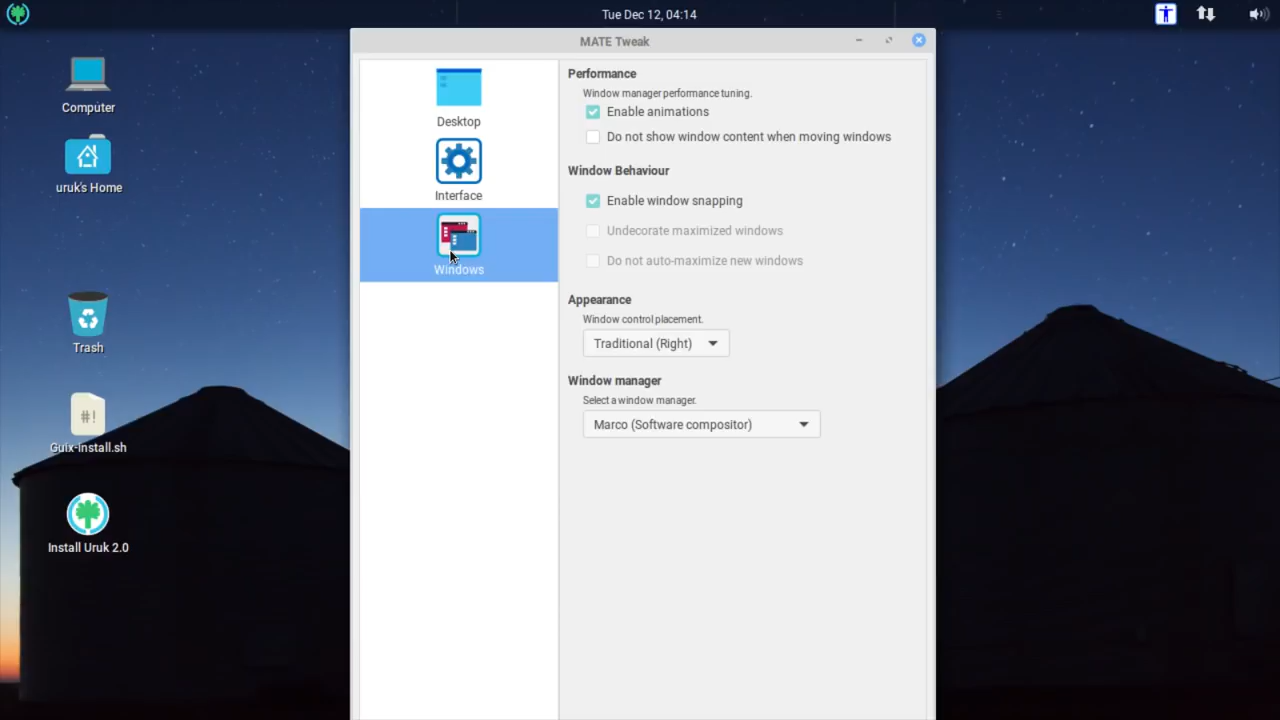 Tue Dec 12, 04:14
MATE Tweak
Computer
uruk's Home
Trash
#!
Guix-install.sh
Install Uruk 2.0
Desktop
Interface
Windows
Performance
Window manager performance tuning.
Enable animations
Do not show window content when moving windows
Window Behaviour
Enable window snapping
Undecorate maximized windows
Do not auto-maximize new windows
Appearance
Window control placement.
Traditional (Right)
Window manager
Select a window manager.
Marco (Software compositor)